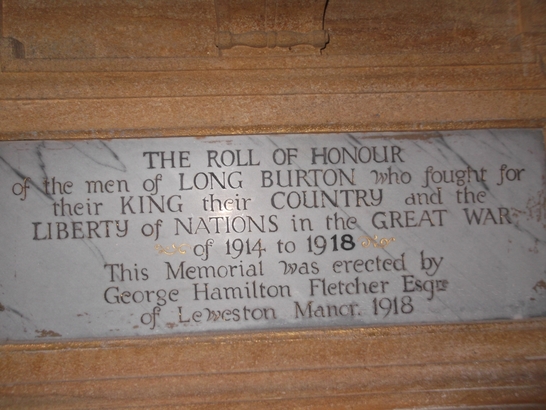 THE ROLL OF HONOUR
of the men of LONG BURTON who fought for
their KING their COUNTRY and the
LIBERTY of NATIONS in the GREAT WAR
of 1914 to 1918
This Memorial was erected by
George Hamilton Fletcher Esqre
of Leweston Manor. 1918